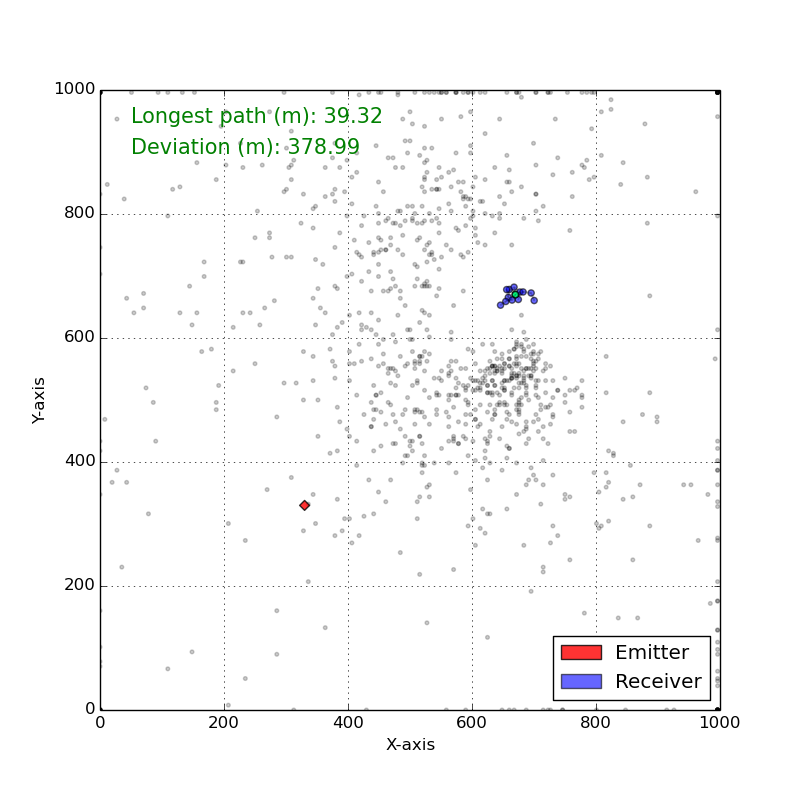 Longest path (m): 39.32
Deviation (m): 378.99
1000
800
600
400
200
0
Y-axis
0 200 400 600 800 1000
X-axis
Emitter
Receiver